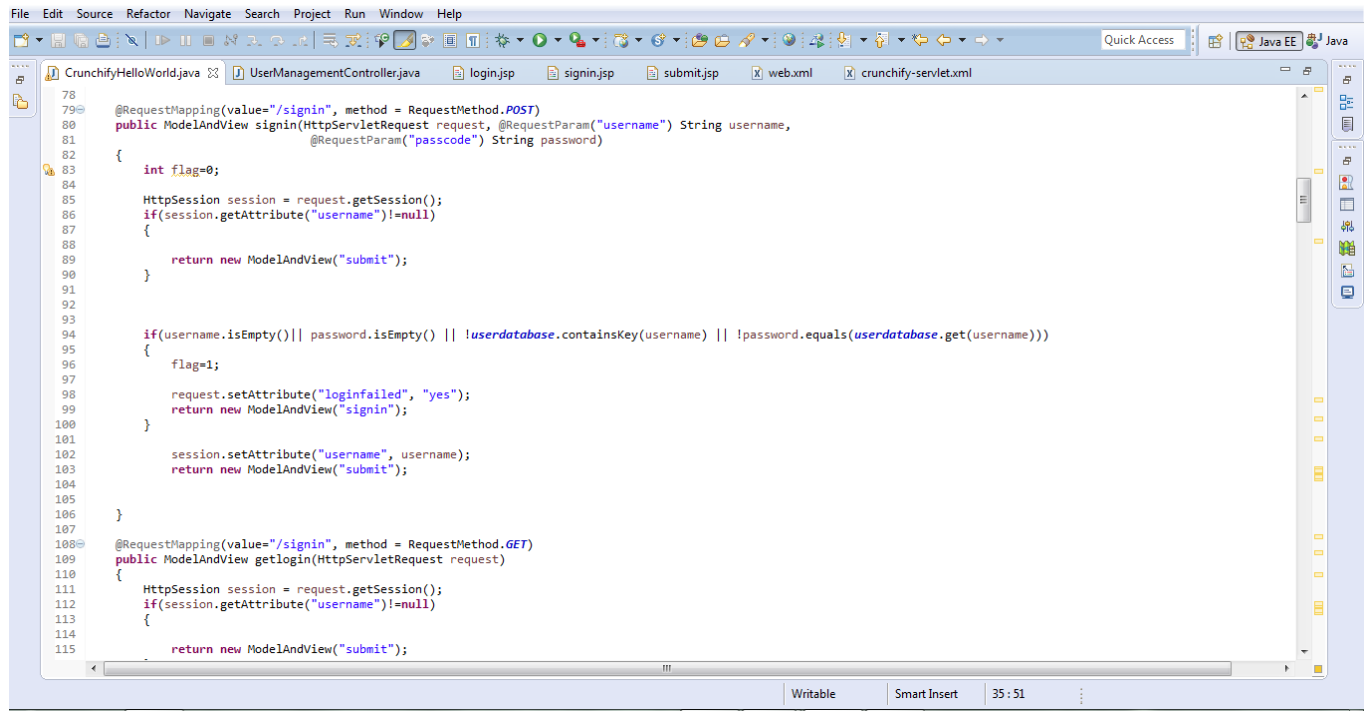 File Edit Source Refactor Navigate Search Project Run Window Help
Quick Access Java EE Java
CrunchifyHelloWorld.java UserManagementController.java login.jsp signin.jsp submit.jsp web.xml crunchify-servlet.xml
78
79 @RequestMapping(value="/signin", method = RequestMethod.POST)
80 public ModelAndView signin(HttpServletRequest request, @RequestParam("username") String username,
81 @RequestParam("passcode") String password)
82 {
83 int flag=0;
84
85 HttpSession session = request.getSession();
86 if(session.getAttribute("username")!=null)
87 {
88
89 return new ModelAndView("submit");
90 }
91
92
93
94 if(username.isEmpty()|| password.isEmpty() || !userdatabase.containsKey(username) || !password.equals(userdatabase.get(username)))
95 {
96 flag=1;
97
98 request.setAttribute("loginfailed", "yes");
99 return new ModelAndView("signin");
100 }
101
102 session.setAttribute("username", username);
103 return new ModelAndView("submit");
104
105
106 }
107
108 @RequestMapping(value="/signin", method = RequestMethod.GET)
109 public ModelAndView getlogin(HttpServletRequest request)
110 {
111 HttpSession session = request.getSession();
112 if(session.getAttribute("username")!=null)
113 {
114
115 return new ModelAndView("submit");
Writable Smart Insert 35 : 51